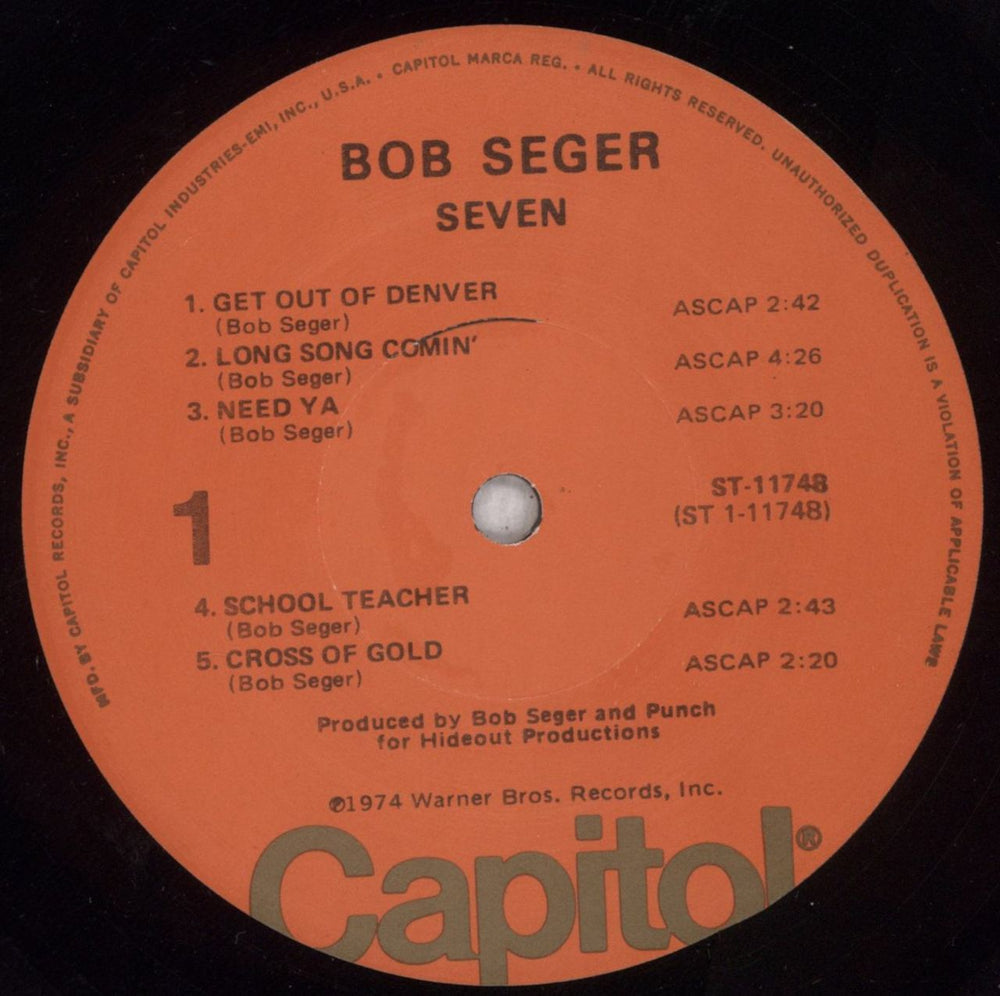 MFD. BY CAPITOL RECORDS, INC., A SUBSIDIARY OF CAPITOL INDUSTRIES-EMI, INC., U.S.A. • CAPITOL MARCA REG. • ALL RIGHTS RESERVED. UNAUTHORIZED DUPLICATION IS A VIOLATION OF APPLICABLE LAWS
BOB SEGER
SEVEN
1. GET OUT OF DENVER ASCAP 2:42
(Bob Seger)
2. LONG SONG COMIN' ASCAP 4:26
(Bob Seger)
3. NEED YA ASCAP 3:20
(Bob Seger)
1
ST-11748
(ST 1-11748)
4. SCHOOL TEACHER ASCAP 2:43
(Bob Seger)
5. CROSS OF GOLD ASCAP 2:20
(Bob Seger)
Produced by Bob Seger and Punch
for Hideout Productions
℗1974 Warner Bros. Records, Inc.
Capitol®